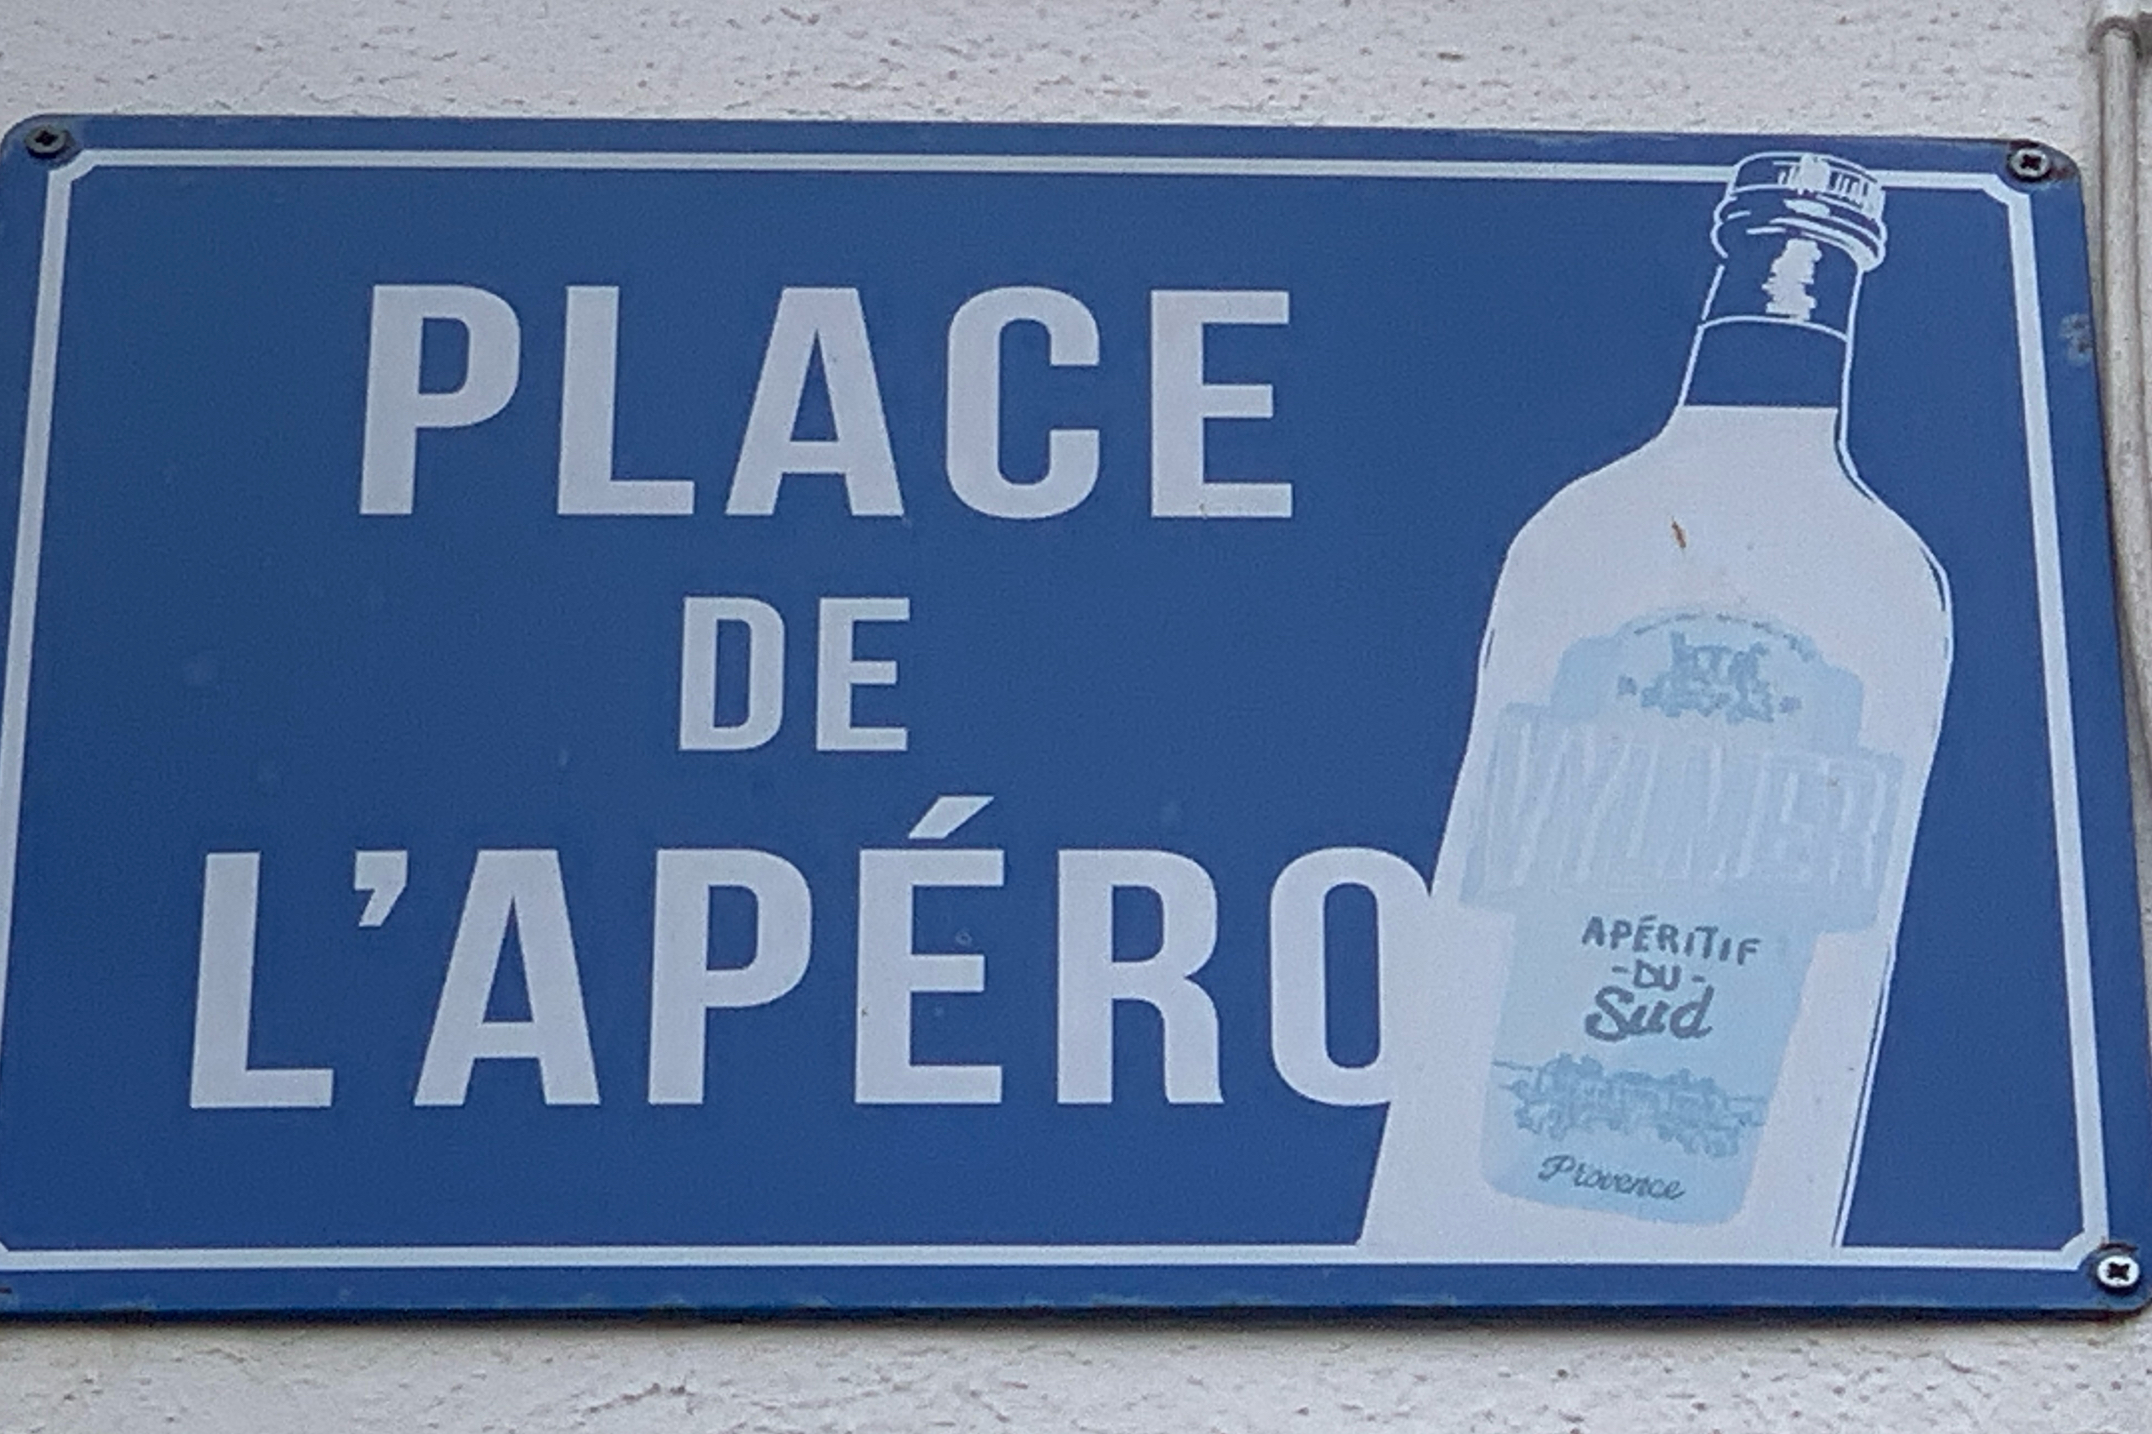 PLACE
DE
L'APÉRO
APÉRITIF
-DU-
Sud
Provence